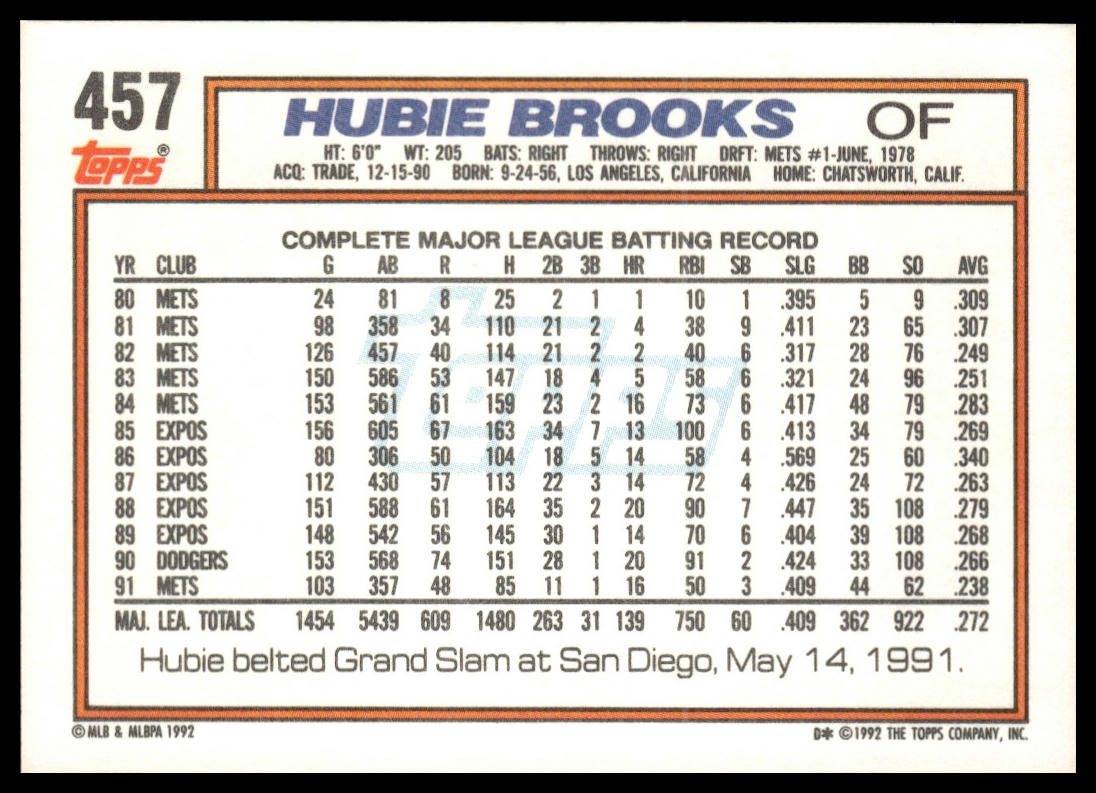 457
HUBIE BROOKS OF
topps®
HT: 6'0" WT: 205 BATS: RIGHT THROWS: RIGHT DRFT: METS #1-JUNE, 1978
ACQ: TRADE, 12-15-90 BORN: 9-24-56, LOS ANGELES, CALIFORNIA HOME: CHATSWORTH, CALIF.
COMPLETE MAJOR LEAGUE BATTING RECORD
YR CLUB G AB R H 2B 3B HR RBI SB SLG BB SO AVG
80 METS 24 81 8 25 2 1 1 10 1 .395 5 9 .309
81 METS 98 358 34 110 21 2 4 38 9 .411 23 65 .307
82 METS 126 457 40 114 21 2 2 40 6 .317 28 76 .249
83 METS 150 586 53 147 18 4 5 58 6 .321 24 96 .251
84 METS 153 561 61 159 23 2 16 73 6 .417 48 79 .283
85 EXPOS 156 605 67 163 34 7 13 100 6 .413 34 79 .269
86 EXPOS 80 306 50 104 18 5 14 58 4 .569 25 60 .340
87 EXPOS 112 430 57 113 22 3 14 72 4 .426 24 72 .263
88 EXPOS 151 588 61 164 35 2 20 90 7 .447 35 108 .279
89 EXPOS 148 542 56 145 30 1 14 70 6 .404 39 108 .268
90 DODGERS 153 568 74 151 28 1 20 91 2 .424 33 108 .266
91 METS 103 357 48 85 11 1 16 50 3 .409 44 62 .238
MAJ. LEA. TOTALS 1454 5439 609 1480 263 31 139 750 60 .409 362 922 .272
topps
Hubie belted Grand Slam at San Diego, May 14, 1991.
© MLB & MLBPA 1992 D* © 1992 THE TOPPS COMPANY, INC.